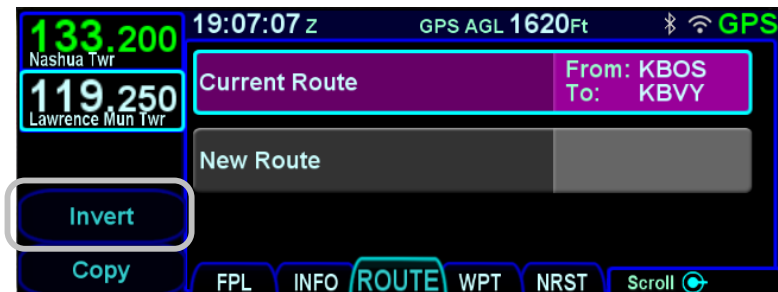 133.200
Nashua Twr
119.250
Lawrence Mun Twr
Invert
Copy
19:07:07 Z GPS AGL 1620Ft GPS
Current Route
From: KBOS
To: KBVY
New Route
FPL INFO ROUTE WPT NRST Scroll